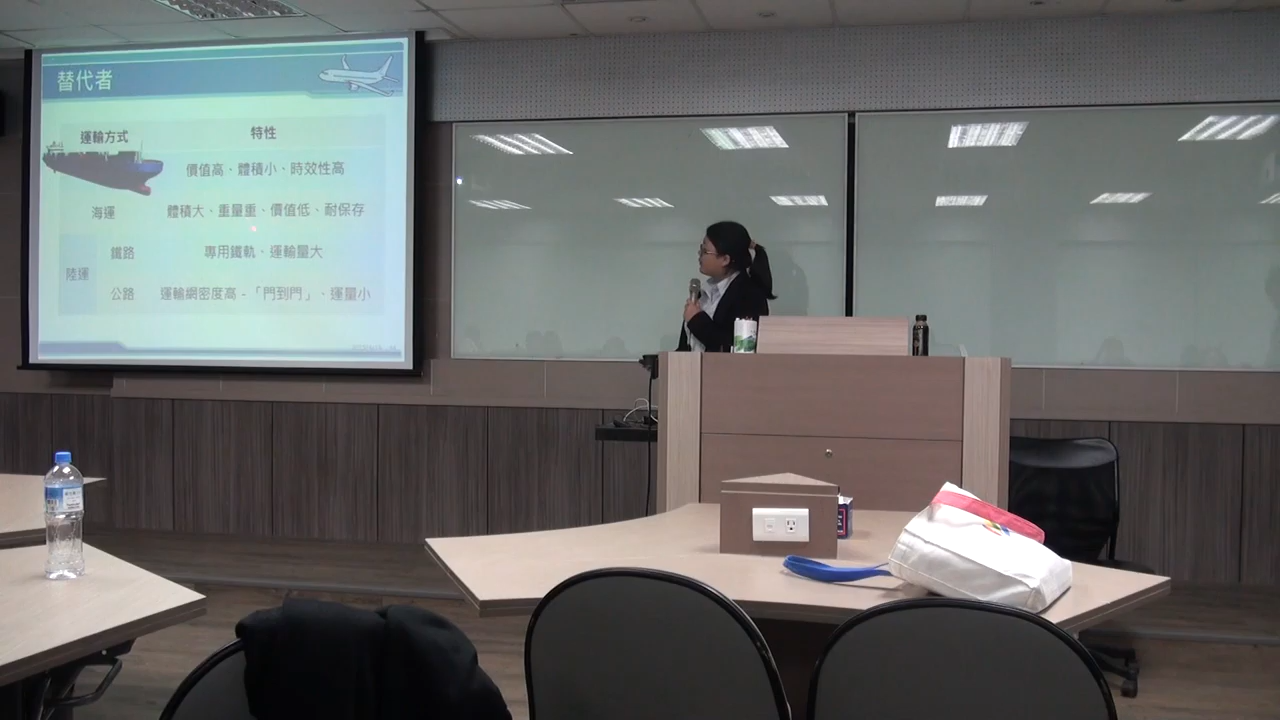 替代者
運輸方式 特性
價值高、體積小、時效性高
海運 體積大、重量重、價值低、耐保存
鐵路 專用鐵軌、運輸量大
陸運
公路 運輸網密度高-「門到門」、運量小